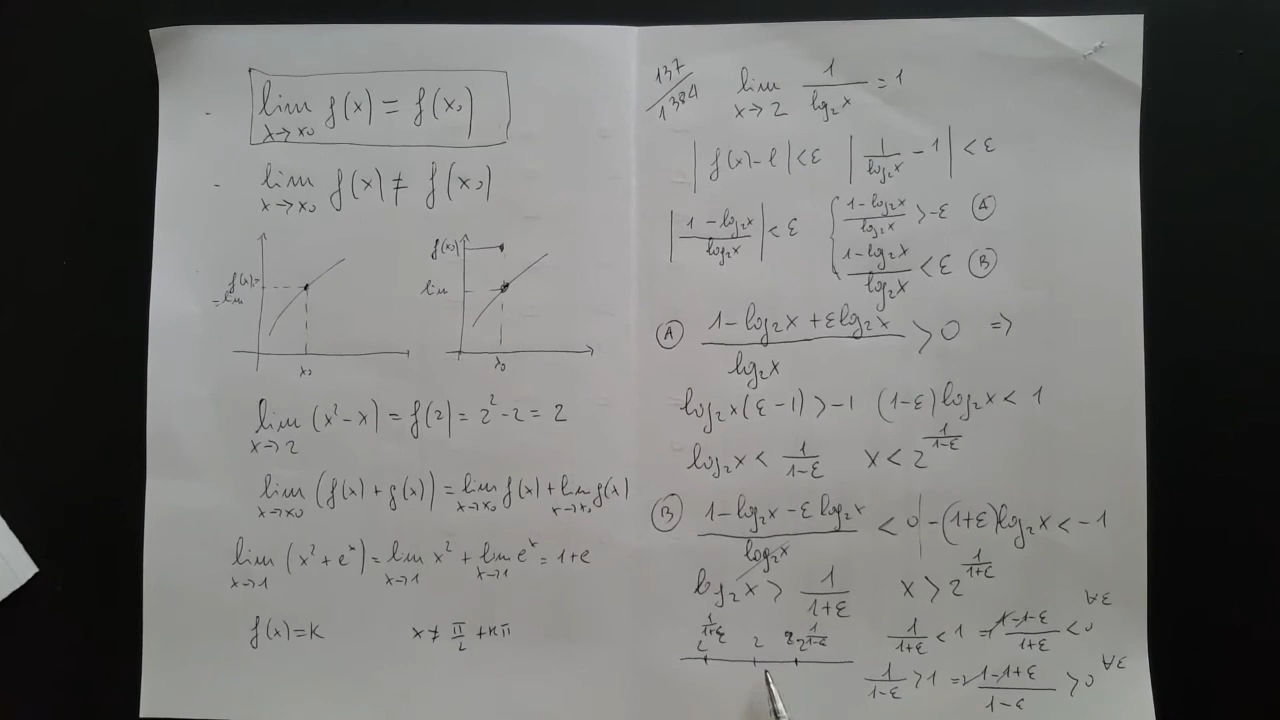 lim x→x₀ f(x) = f(x₀)
lim x→x₀ f(x) ≠ f(x₀)
f(x)= lim
x₀
f(x₀)
lim
x₀
lim x→2 (x²-x) = f(2) = 2²-2 = 2
lim x→x₀ (f(x) + g(x)) = lim x→x₀ f(x) + lim x→x₀ g(x)
lim x→1 (x² + eˣ) = lim x→1 x² + lim x→1 eˣ = 1+e
f(x)=K x ≠ π/2 + kπ
137/1384 lim x→2 1/log₂x = 1
|f(x)-l|<ε |1/log₂x - 1| < ε
|(1-log₂x)/log₂x| < ε { (1-log₂x)/log₂x > -ε Ⓐ
(1-log₂x)/log₂x < ε Ⓑ
Ⓐ (1-log₂x + εlog₂x)/log₂x > 0 ⇒
log₂x(ε-1) > -1 (1-ε)log₂x < 1
log₂x < 1/(1-ε) x < 2^(1/(1-ε))
Ⓑ (1-log₂x - εlog₂x)/log₂x < 0 -(1+ε)log₂x < -1
log₂x > 1/(1+ε) x > 2^(1/(1+ε))
2^(1/(1+ε)) 2 2^(1/(1-ε))
1/(1+ε) < 1 = (1-1-ε)/(1+ε) < 0 ∀ε
1/(1-ε) > 1 = (1-1+ε)/(1-ε) > 0 ∀ε